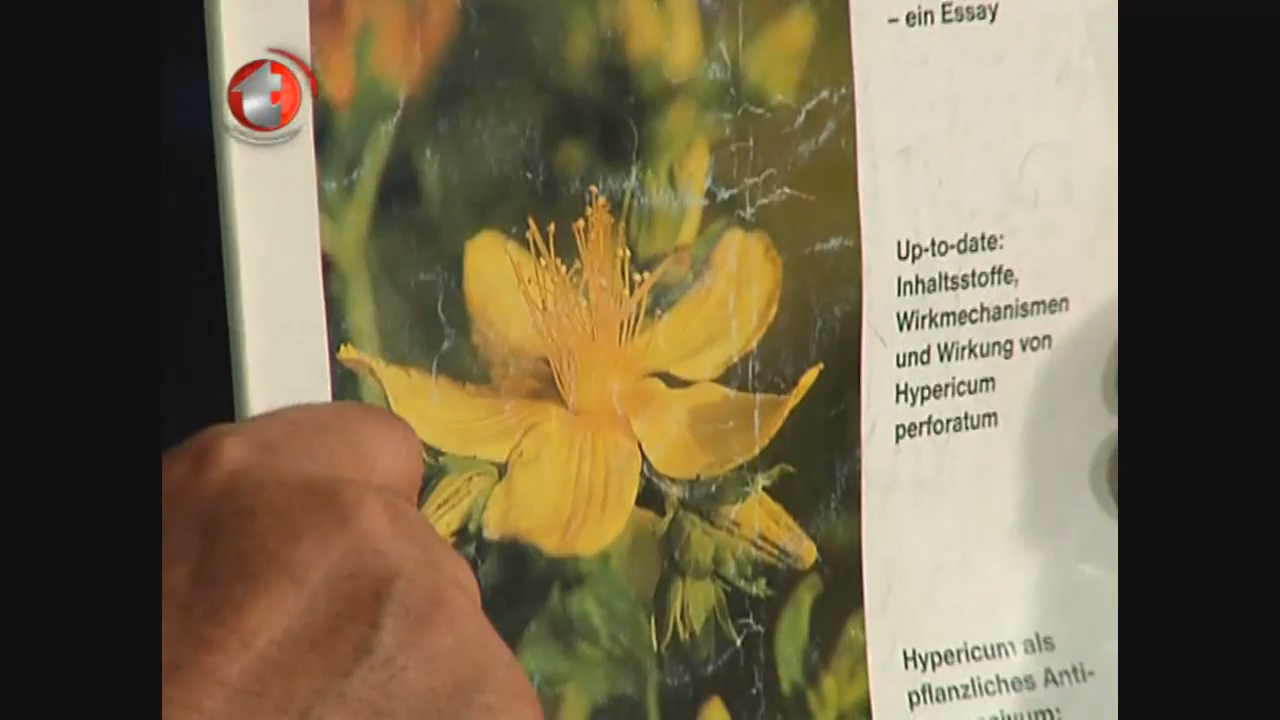 – ein Essay
t
Up-to-date:
Inhaltsstoffe,
Wirkmechanismen
und Wirkung von
Hypericum
perforatum
Hypericum als
pflanzliches Anti-